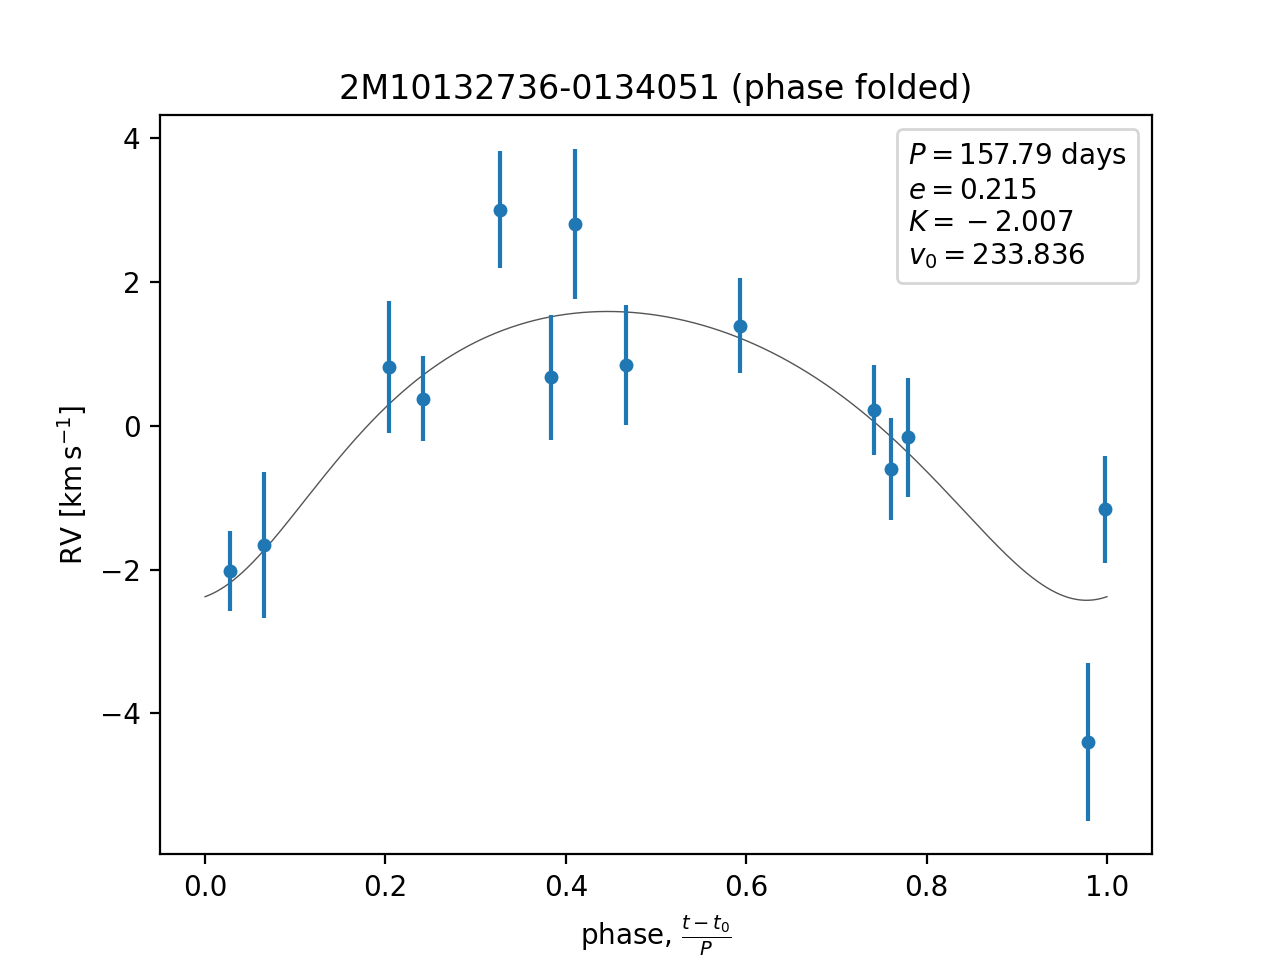 2M10132736-0134051 (phase folded)
P = 157.79 days
e = 0.215
K = −2.007
v₀ = 233.836
RV [km s⁻¹]
4
2
0
−2
−4
0.0 0.2 0.4 0.6 0.8 1.0
phase, (t − t₀)/P